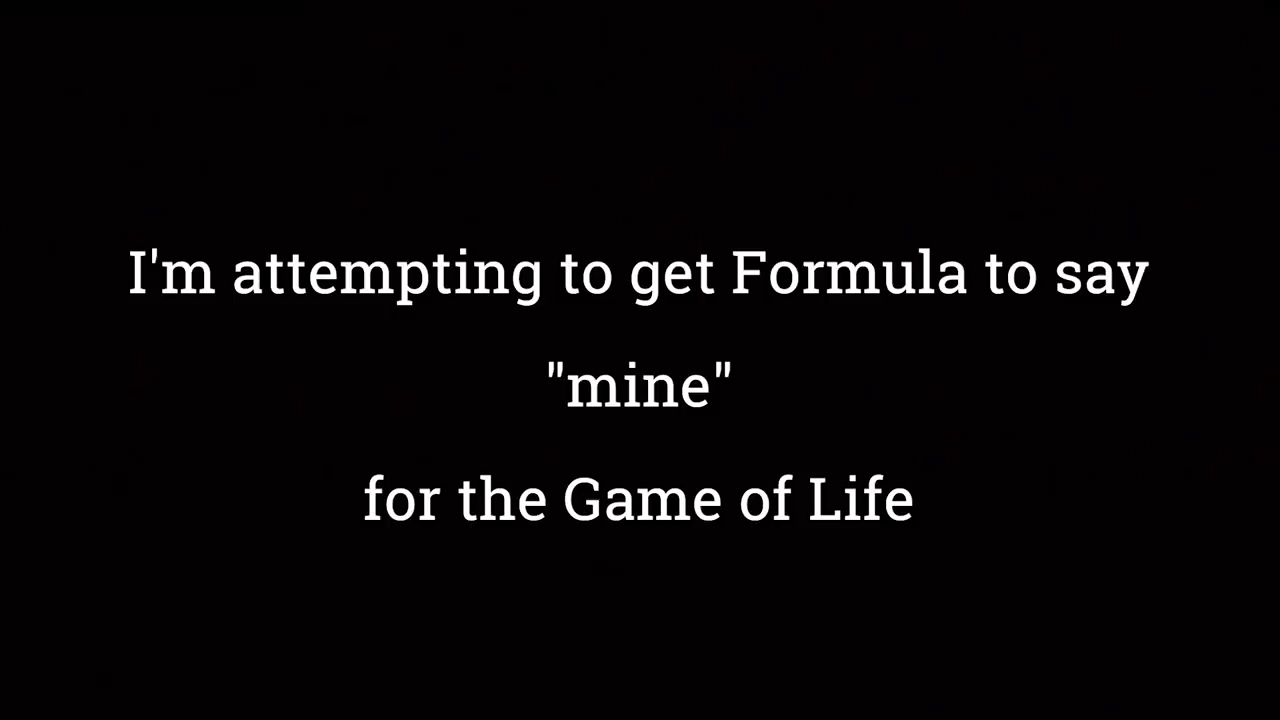 I'm attempting to get Formula to say
"mine"
for the Game of Life